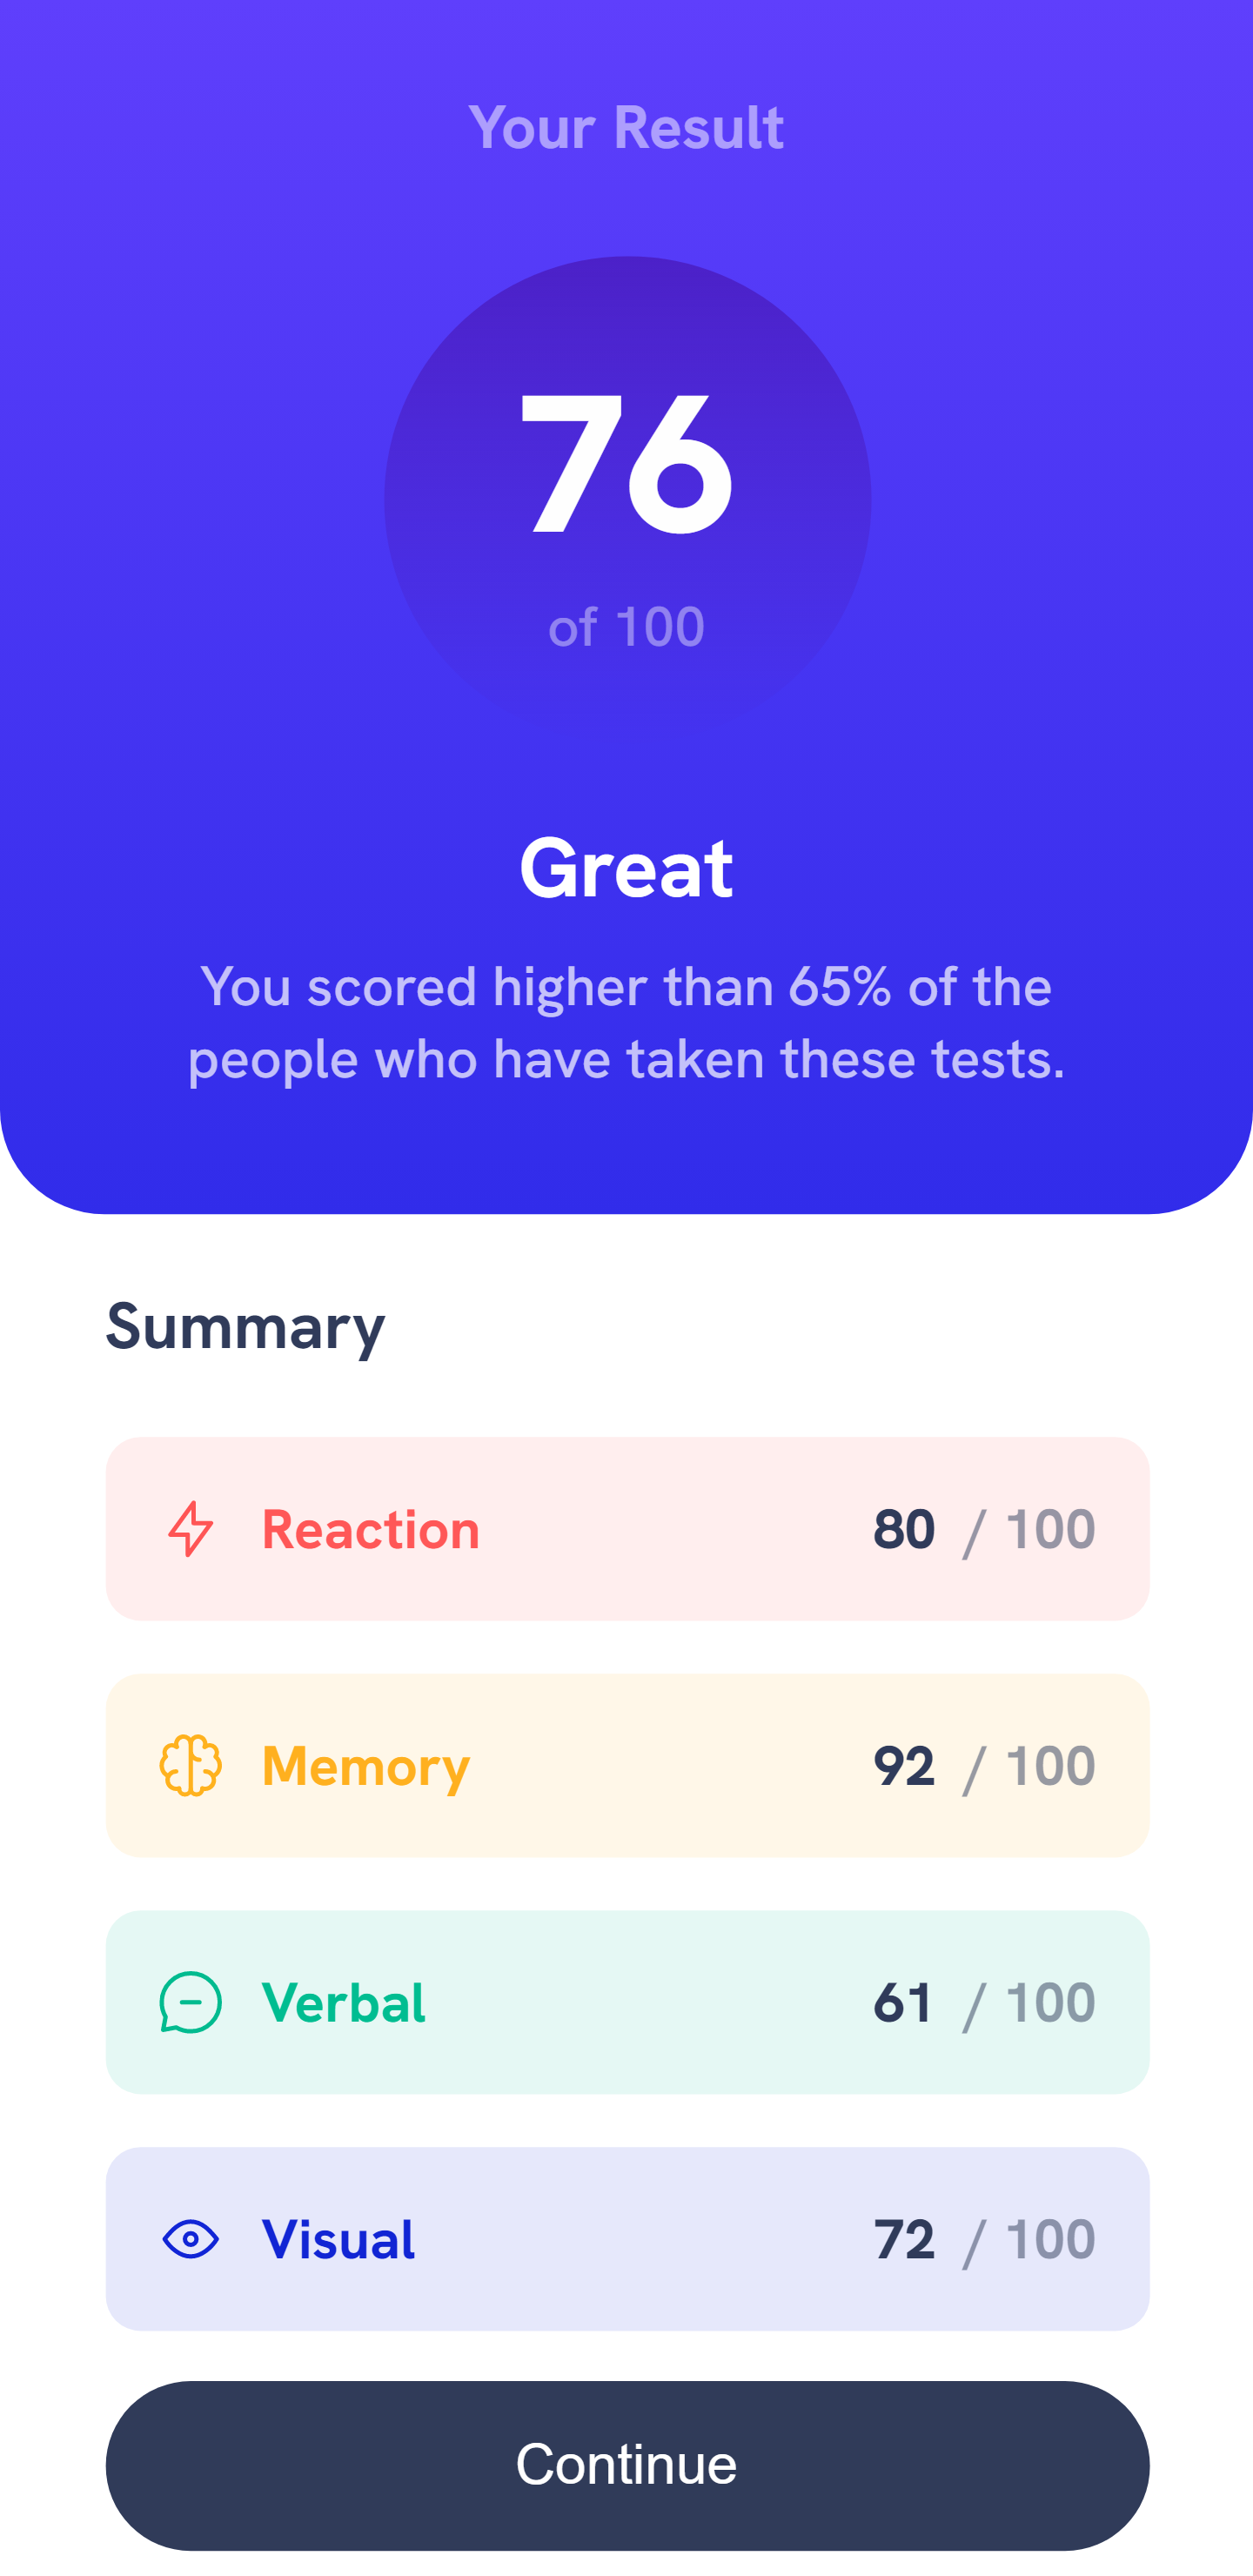 Your Result
76
of 100
Great
You scored higher than 65% of the
people who have taken these tests.
Summary
Reaction 80 / 100
Memory 92 / 100
Verbal 61 / 100
Visual 72 / 100
Continue